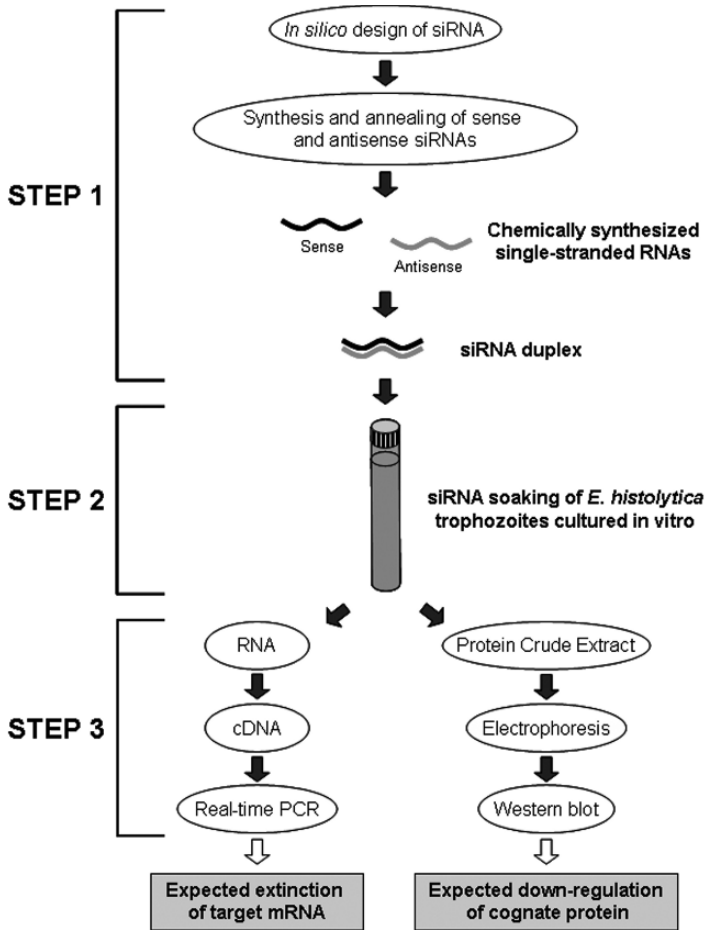 In silico design of siRNA
Synthesis and annealing of sense
and antisense siRNAs
STEP 1
Sense
Antisense
Chemically synthesized
single-stranded RNAs
siRNA duplex
STEP 2
siRNA soaking of E. histolytica
trophozoites cultured in vitro
STEP 3
RNA
cDNA
Real-time PCR
Expected extinction
of target mRNA
Protein Crude Extract
Electrophoresis
Western blot
Expected down-regulation
of cognate protein